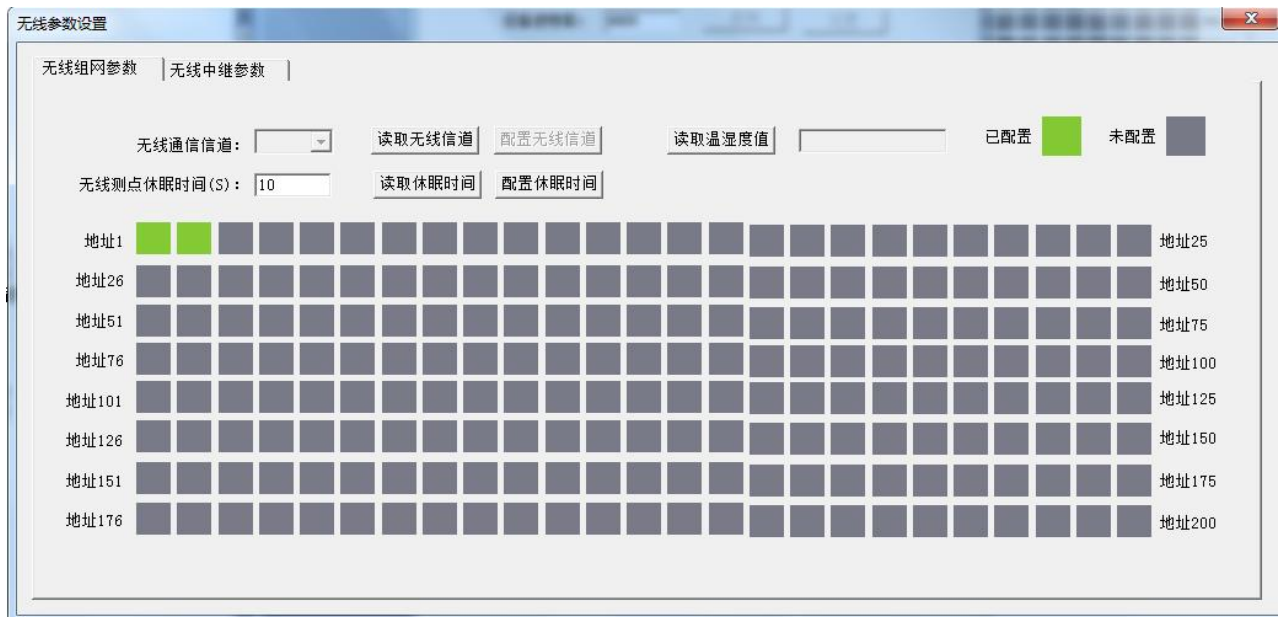 无线参数设置
无线组网参数 无线中继参数
无线通信信道: 读取无线信道 配置无线信道 读取温湿度值 已配置 未配置
无线测点休眠时间(S): 10 读取休眠时间 配置休眠时间
地址1 地址25
地址26 地址50
地址51 地址75
地址76 地址100
地址101 地址125
地址126 地址150
地址151 地址175
地址176 地址200